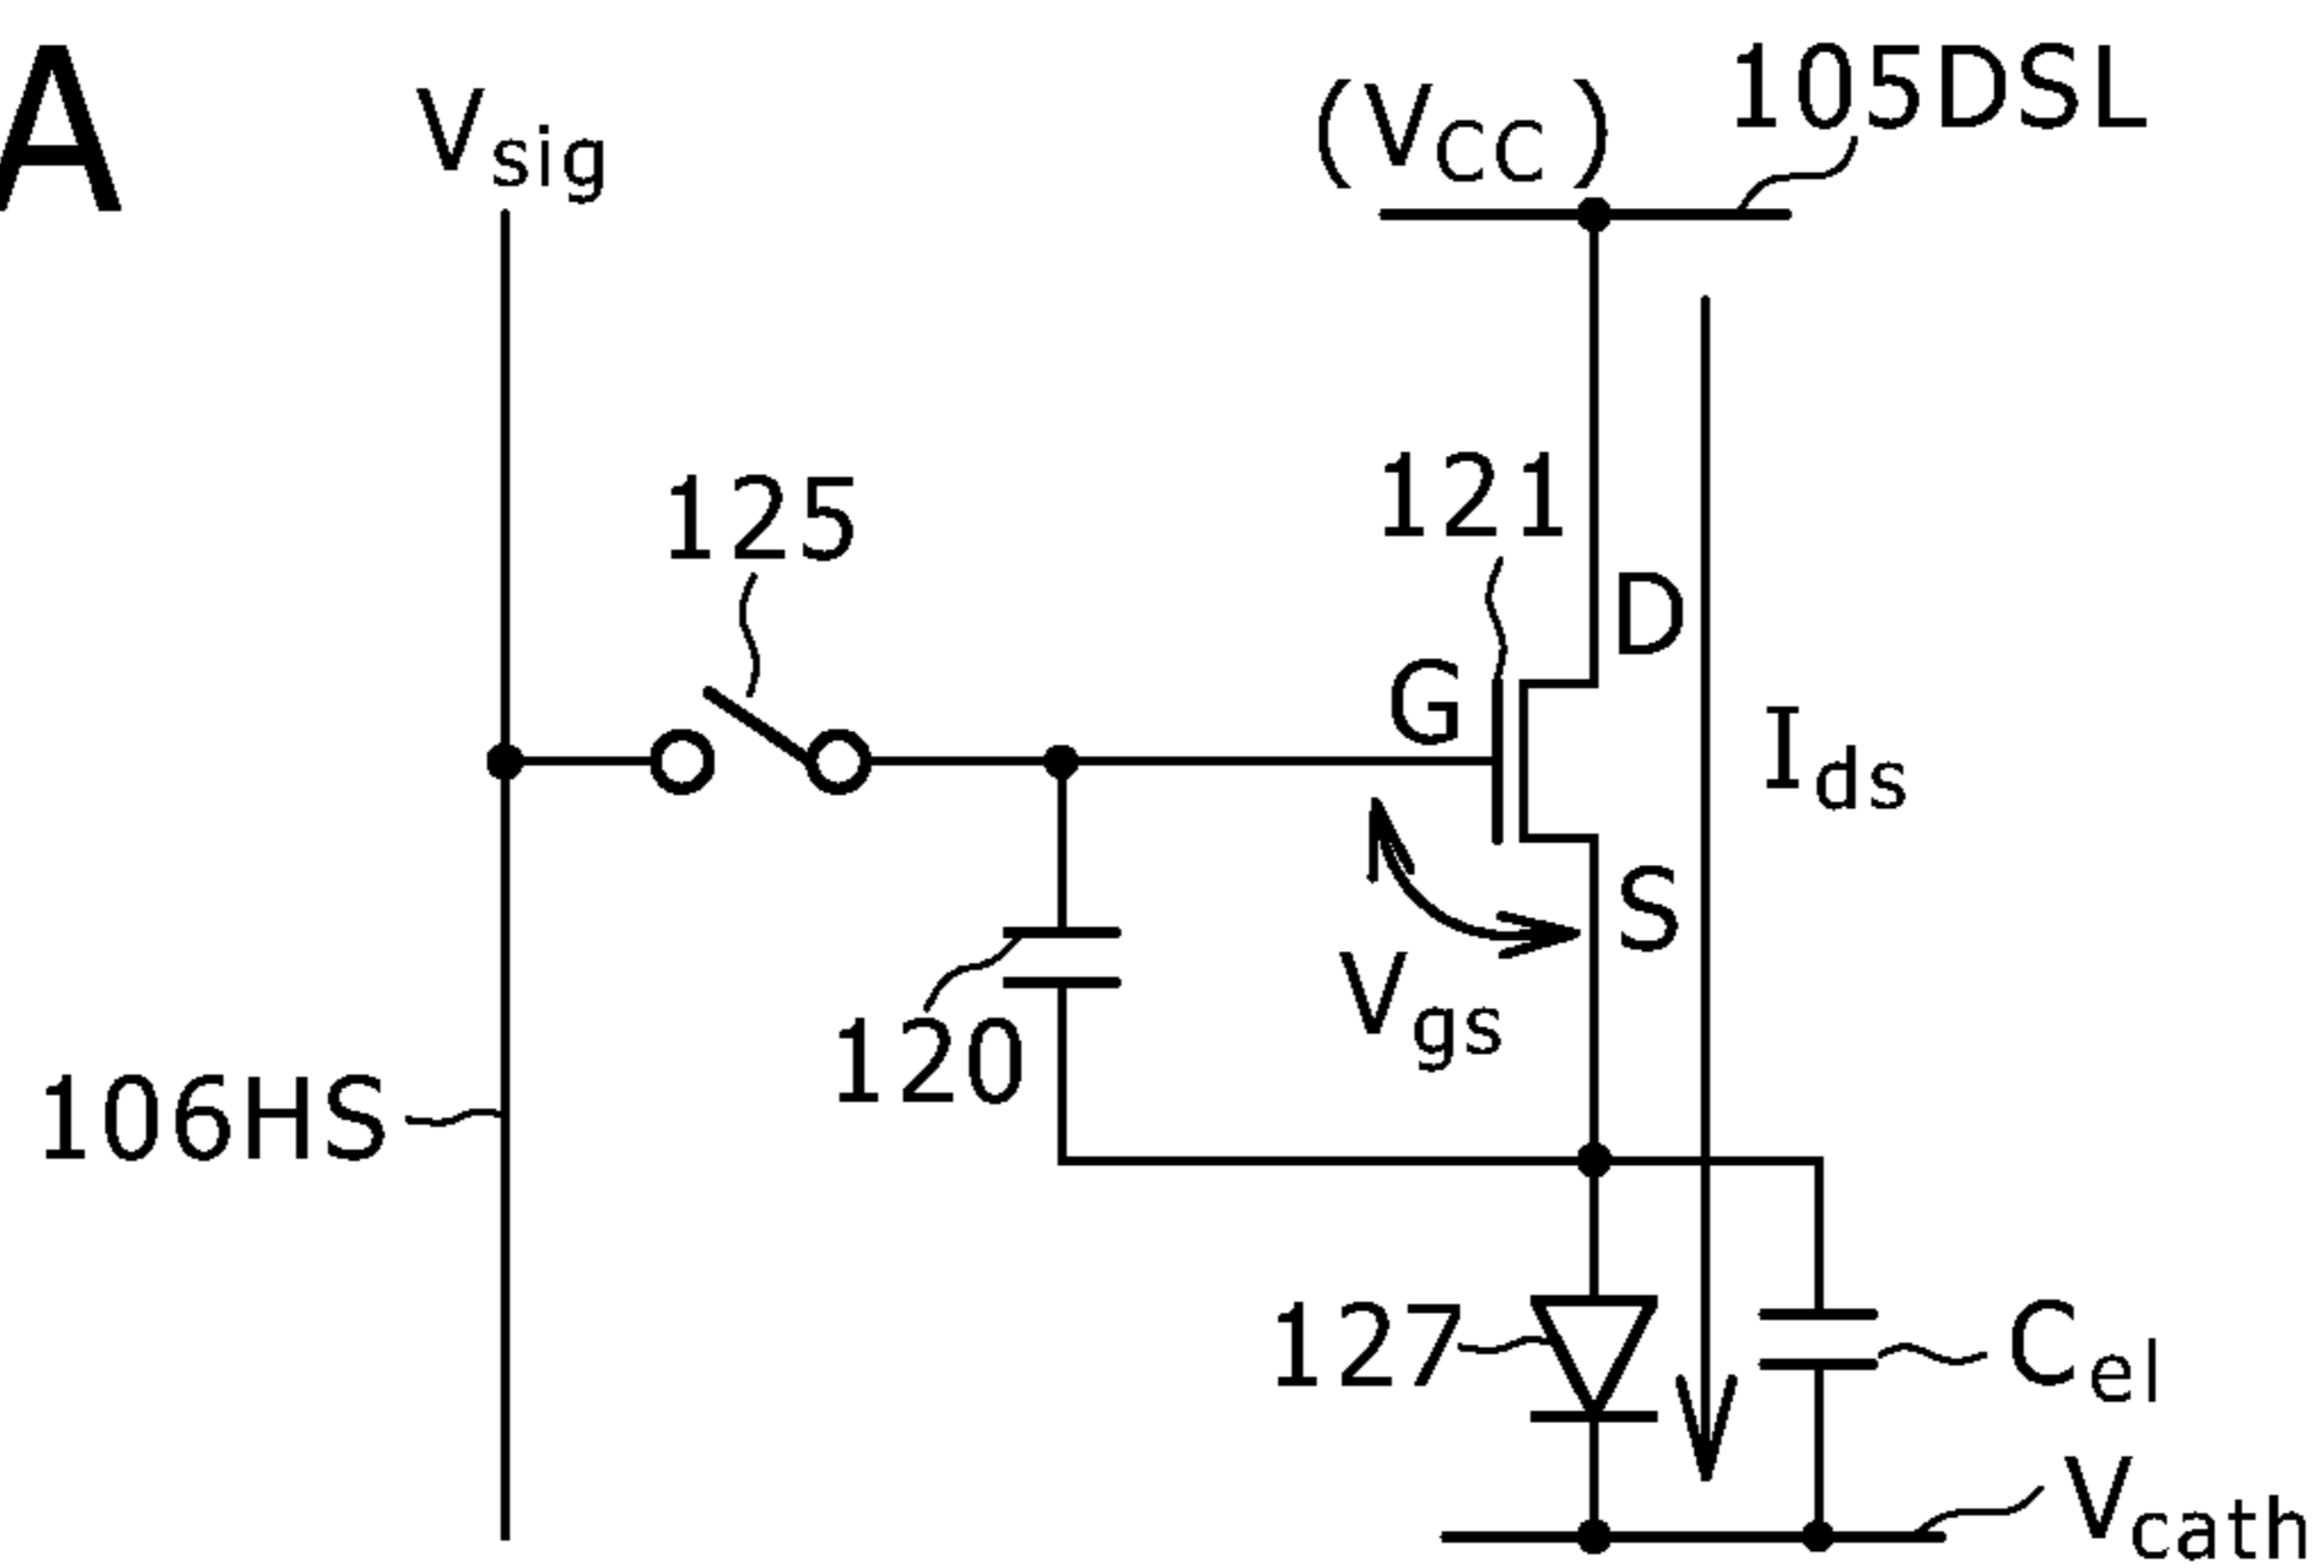 A
Vsig
(VCC)
105DSL
125
121
D
G
Ids
S
Vgs
120
106HS
127
Cel
Vcath